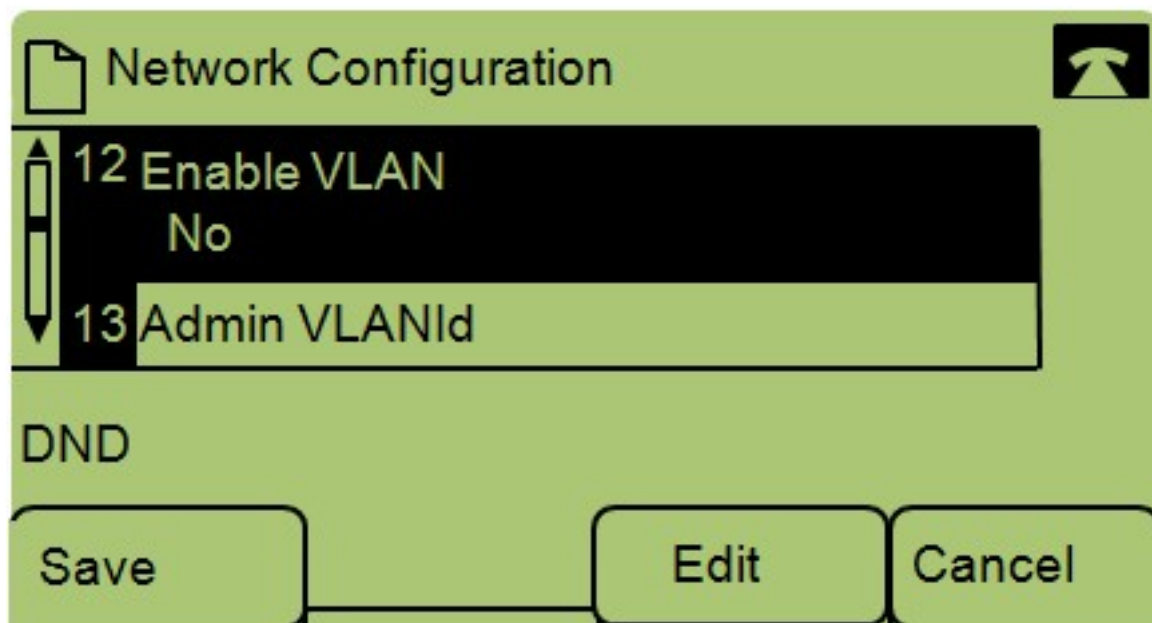 Network Configuration
12 Enable VLAN
No
13 Admin VLANId
DND
Save Edit Cancel